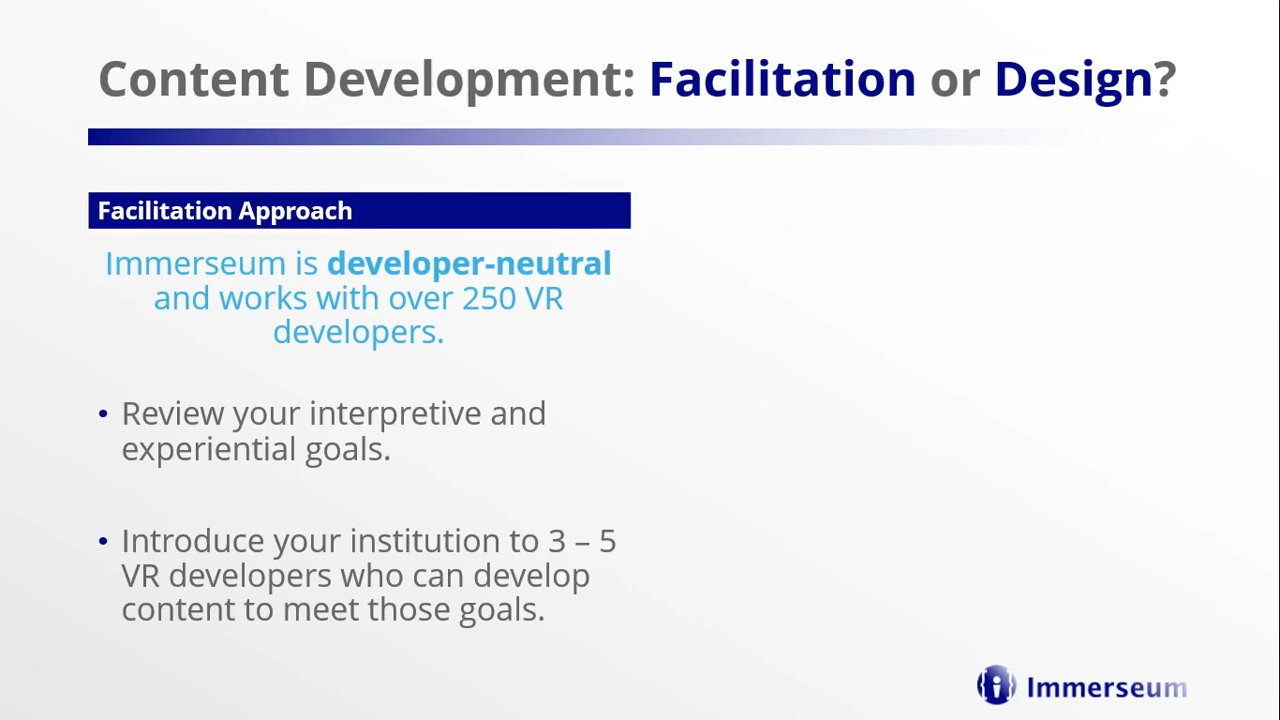 Content Development: Facilitation or Design?
Facilitation Approach
Immerseum is developer-neutral
and works with over 250 VR
developers.
• Review your interpretive and
experiential goals.
• Introduce your institution to 3 – 5
VR developers who can develop
content to meet those goals.
Immerseum